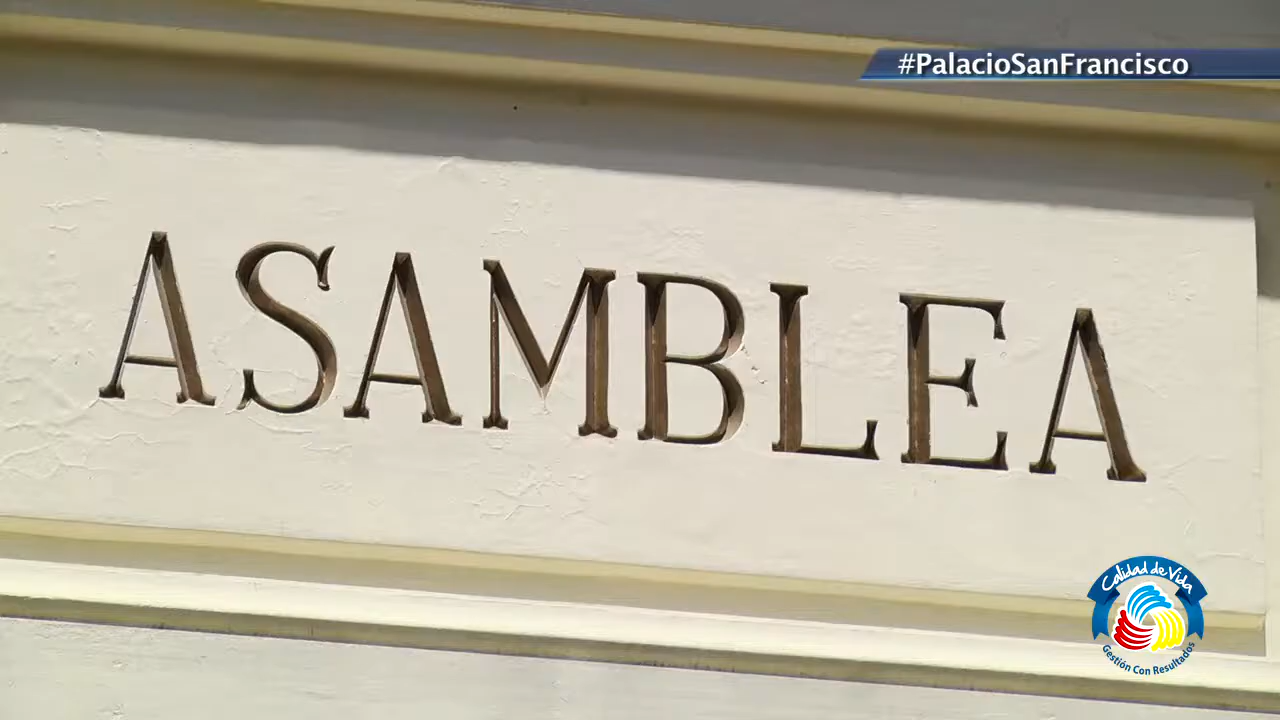 #PalacioSanFrancisco
ASAMBLEA
Calidad de Vida
Gestión Con Resultados